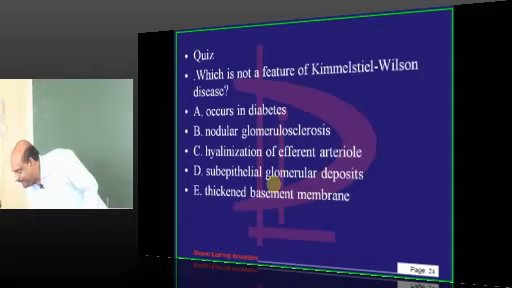 Quiz
.Which is not a feature of Kimmelstiel-Wilson
disease?
A. occurs in diabetes
B. nodular glomerulosclerosis
C. hyalinization of efferent arteriole
D. subepithelial glomerular deposits
E. thickened basement membrane
Page 24